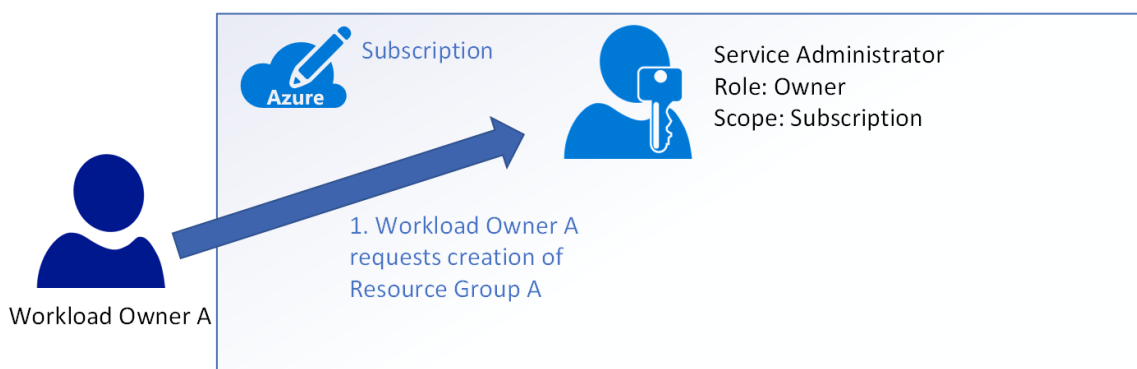 Subscription
Azure
Service Administrator
Role: Owner
Scope: Subscription
1. Workload Owner A
requests creation of
Resource Group A
Workload Owner A